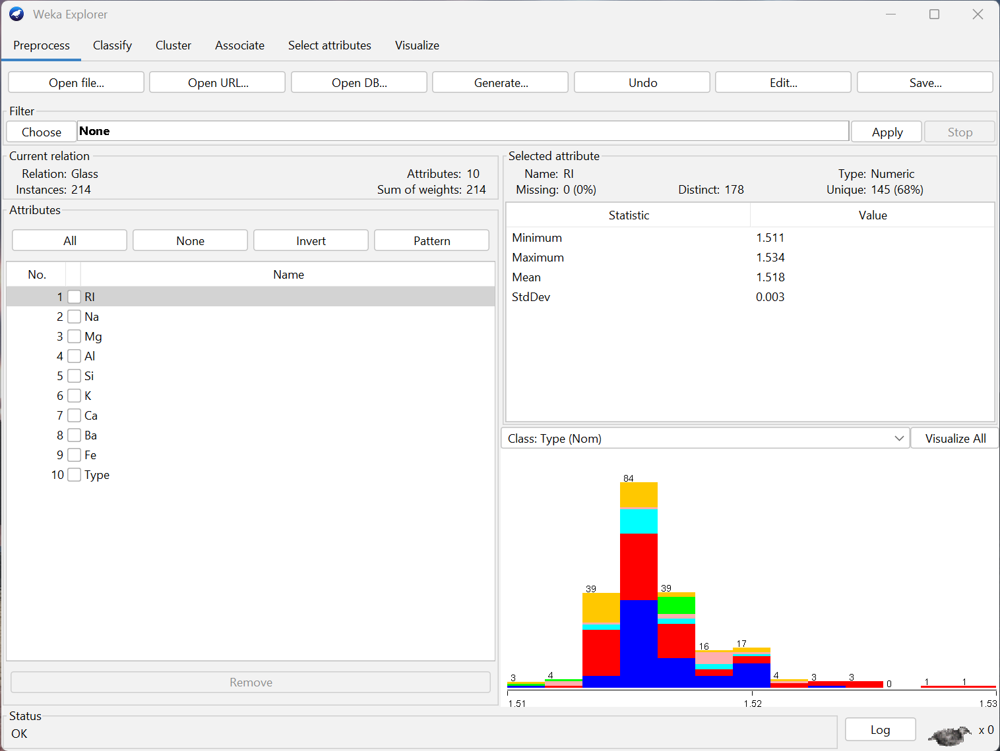 Weka Explorer
Preprocess Classify Cluster Associate Select attributes Visualize
Open file... Open URL... Open DB... Generate... Undo Edit... Save...
Filter
Choose None Apply Stop
Current relation
Relation: Glass Attributes: 10
Instances: 214 Sum of weights: 214
Attributes
All None Invert Pattern
No. Name
1 RI
2 Na
3 Mg
4 Al
5 Si
6 K
7 Ca
8 Ba
9 Fe
10 Type
Remove
Selected attribute
Name: RI Type: Numeric
Missing: 0 (0%) Distinct: 178 Unique: 145 (68%)
Statistic Value
Minimum 1.511
Maximum 1.534
Mean 1.518
StdDev 0.003
Class: Type (Nom) Visualize All
84
39 39
16 17
3 4 4 3 3 0 1 1
1.51 1.52 1.53
Status
OK
Log x 0